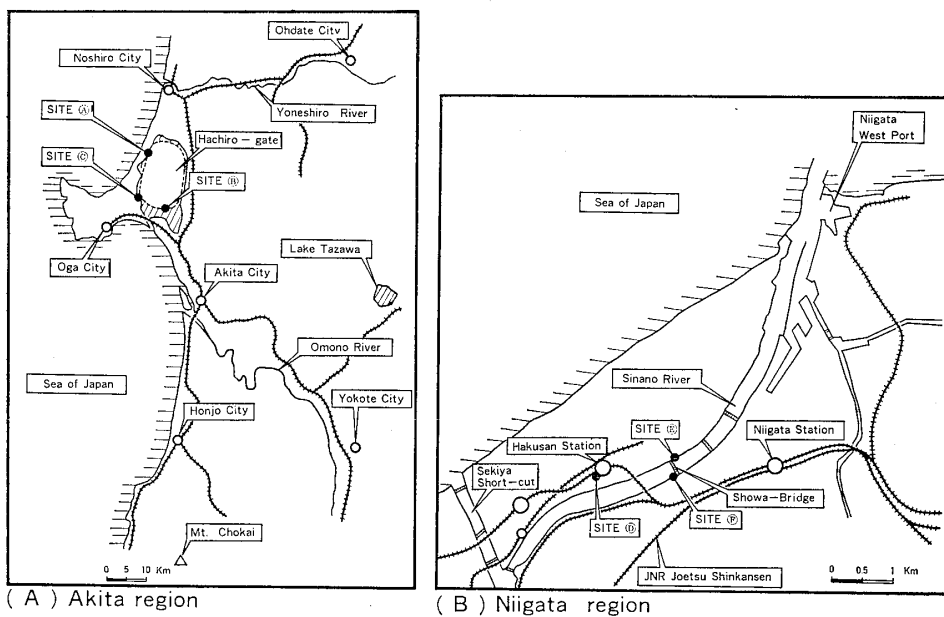 Ohdate City
Noshiro City
SITE Ⓐ
Yoneshiro River
Hachiro-gate
SITE Ⓒ
SITE Ⓑ
Lake Tazawa
Oga City
Akita City
Omono River
Sea of Japan
Yokote City
Honjo City
Mt. Chokai
0 5 10 Km
(A) Akita region
Niigata
West Port
Sea of Japan
Sinano River
SITE Ⓔ
Niigata Station
Hakusan Station
Sekiya
Short-cut
Showa-Bridge
SITE Ⓓ
SITE Ⓕ
JNR Joetsu Shinkansen
0 0.5 1 Km
(B) Niigata region